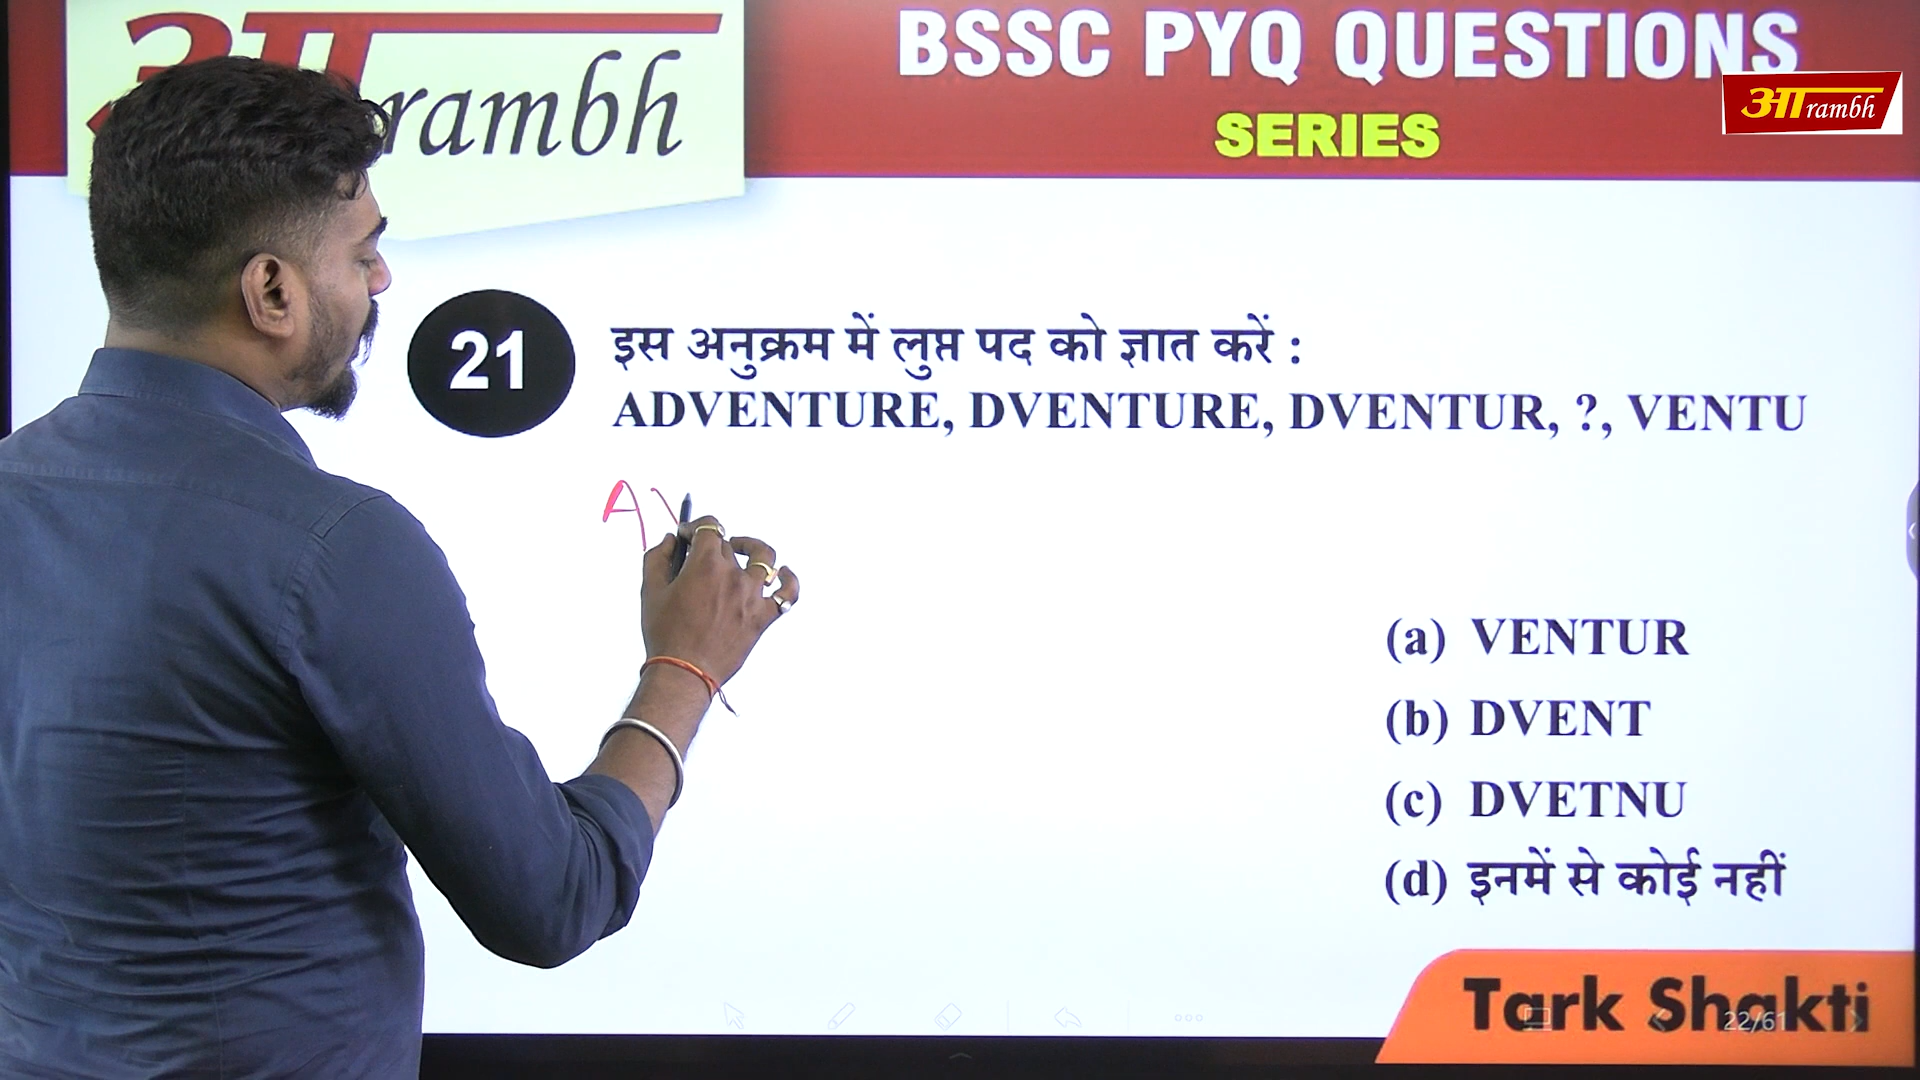 rambh
BSSC PYQ QUESTIONS
SERIES
आrambh
21
इस अनुक्रम में लुप्त पद को ज्ञात करें :
ADVENTURE, DVENTURE, DVENTUR, ?, VENTU
A
(a) VENTUR
(b) DVENT
(c) DVETNU
(d) इनमें से कोई नहीं
Tark Shakti
22/61